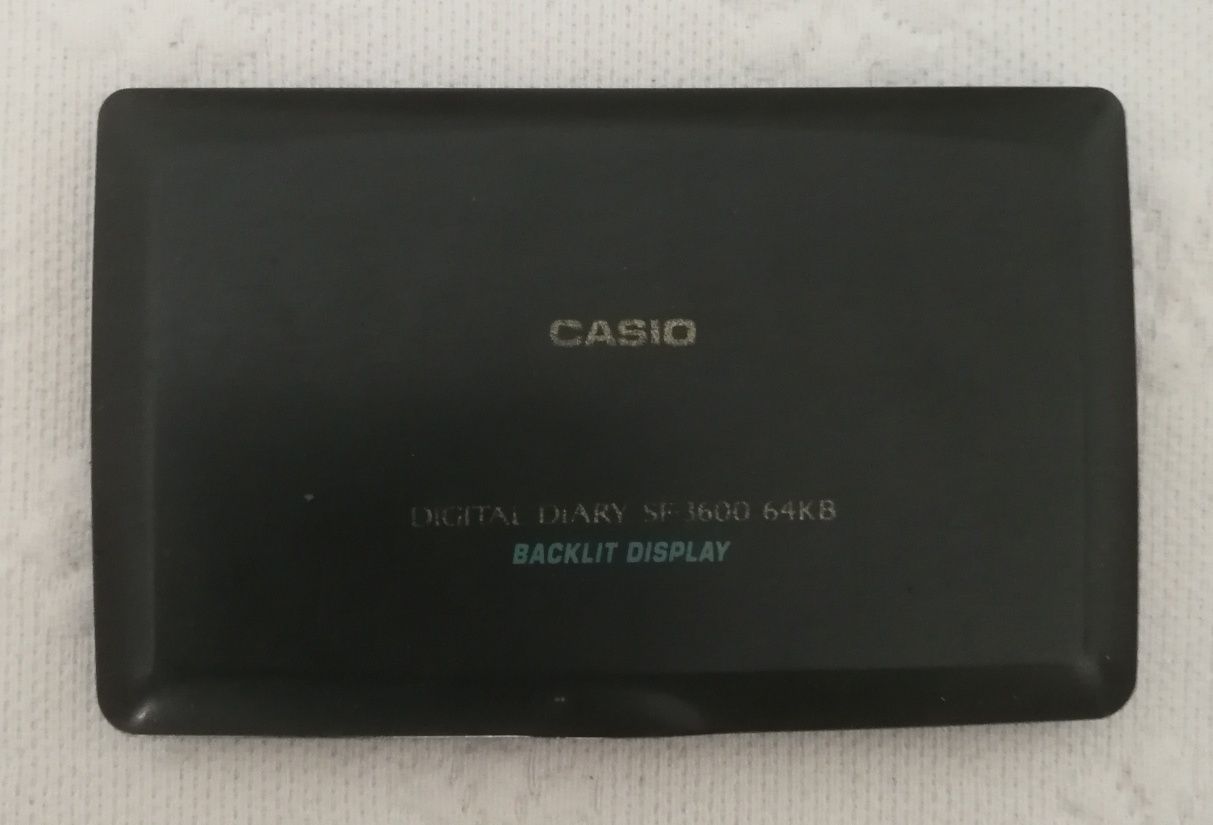 CASIO
DIGITAL DIARY SF-3600 64KB
BACKLIT DISPLAY